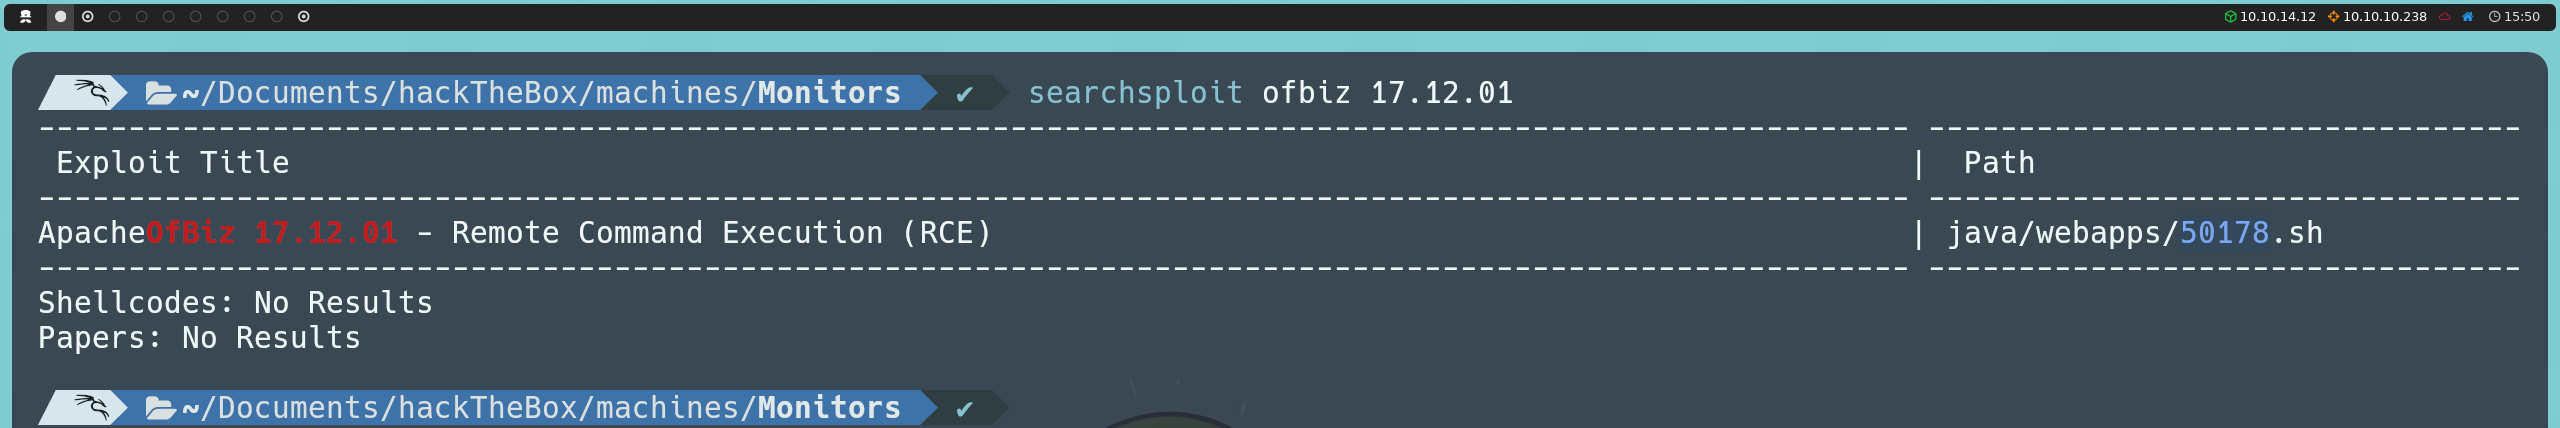 10.10.14.12 10.10.10.238 15:50
~/Documents/hackTheBox/machines/Monitors ✔ searchsploit ofbiz 17.12.01
---------------------------------------------------------------------------------------------------------- ---------------------------------
Exploit Title | Path
---------------------------------------------------------------------------------------------------------- ---------------------------------
ApacheOfBiz 17.12.01 - Remote Command Execution (RCE) | java/webapps/50178.sh
---------------------------------------------------------------------------------------------------------- ---------------------------------
Shellcodes: No Results
Papers: No Results
~/Documents/hackTheBox/machines/Monitors ✔